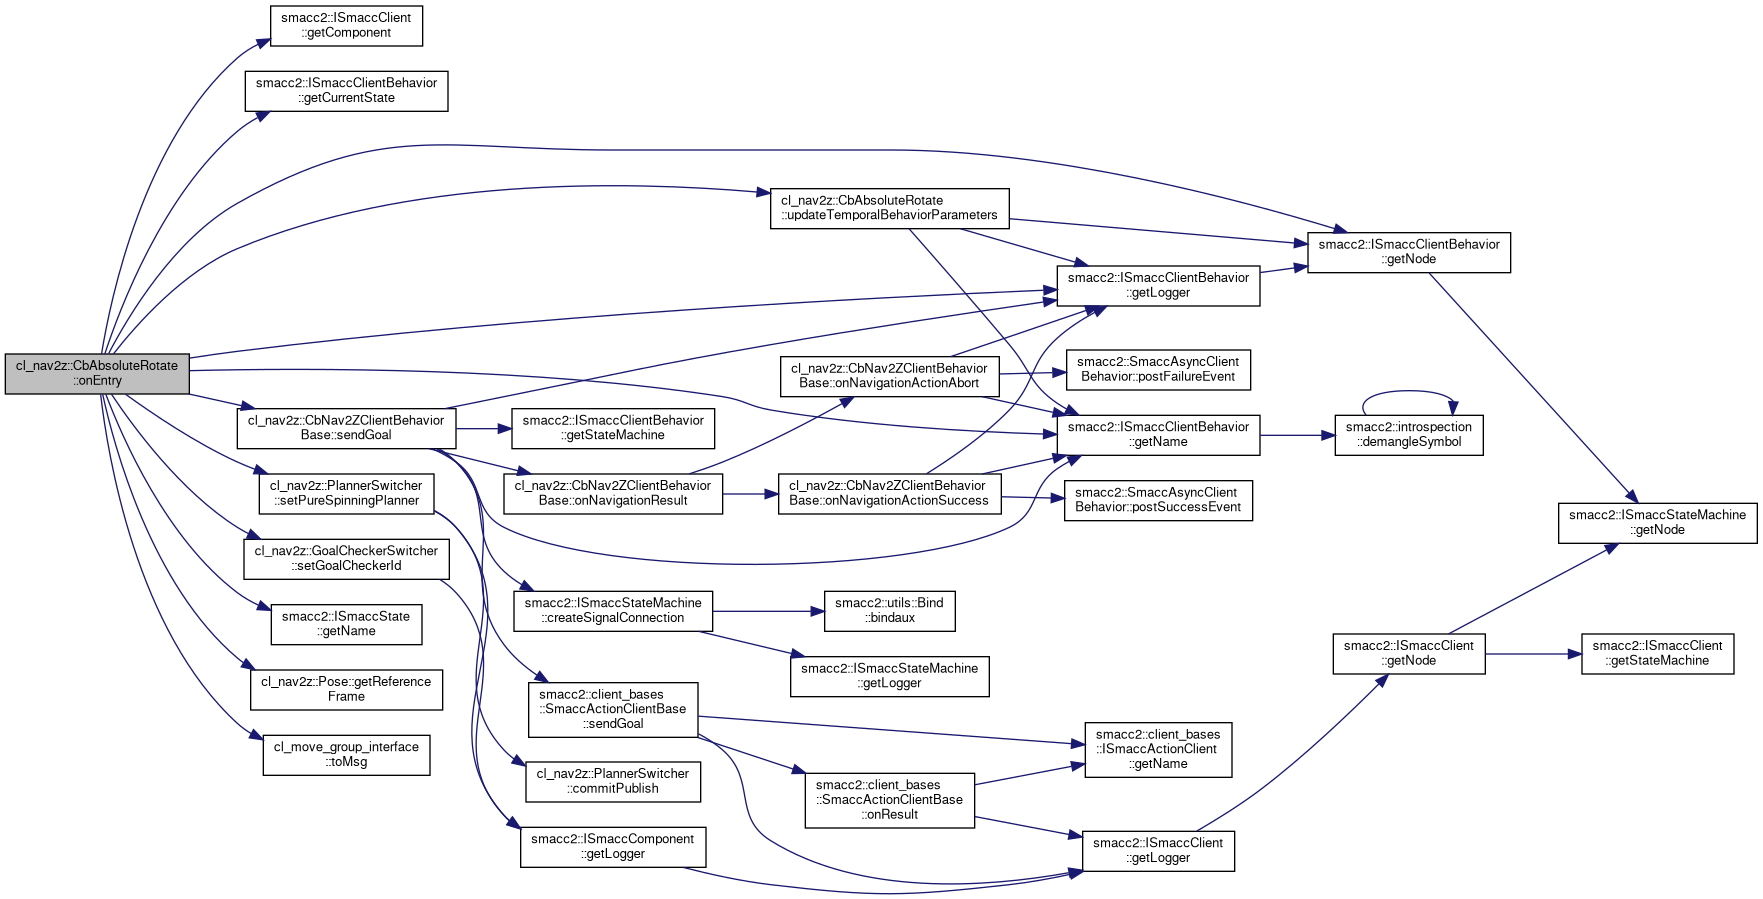 smacc2::ISmaccClient
::getComponent
smacc2::ISmaccClientBehavior
::getCurrentState
cl_nav2z::CbAbsoluteRotate
::updateTemporalBehaviorParameters
smacc2::ISmaccClientBehavior
::getNode
smacc2::ISmaccClientBehavior
::getLogger
cl_nav2z::CbAbsoluteRotate
::onEntry
cl_nav2z::CbNav2ZClientBehavior
Base::onNavigationActionAbort
smacc2::SmaccAsyncClient
Behavior::postFailureEvent
cl_nav2z::CbNav2ZClientBehavior
Base::sendGoal
smacc2::ISmaccClientBehavior
::getStateMachine
smacc2::ISmaccClientBehavior
::getName
smacc2::introspection
::demangleSymbol
cl_nav2z::PlannerSwitcher
::setPureSpinningPlanner
cl_nav2z::CbNav2ZClientBehavior
Base::onNavigationResult
cl_nav2z::CbNav2ZClientBehavior
Base::onNavigationActionSuccess
smacc2::SmaccAsyncClient
Behavior::postSuccessEvent
smacc2::ISmaccStateMachine
::getNode
cl_nav2z::GoalCheckerSwitcher
::setGoalCheckerId
smacc2::ISmaccState
::getName
smacc2::ISmaccStateMachine
::createSignalConnection
smacc2::utils::Bind
::bindaux
smacc2::ISmaccStateMachine
::getLogger
smacc2::ISmaccClient
::getNode
smacc2::ISmaccClient
::getStateMachine
cl_nav2z::Pose::getReference
Frame
smacc2::client_bases
::SmaccActionClientBase
::sendGoal
cl_move_group_interface
::toMsg
smacc2::client_bases
::ISmaccActionClient
::getName
cl_nav2z::PlannerSwitcher
::commitPublish
smacc2::client_bases
::SmaccActionClientBase
::onResult
smacc2::ISmaccComponent
::getLogger
smacc2::ISmaccClient
::getLogger